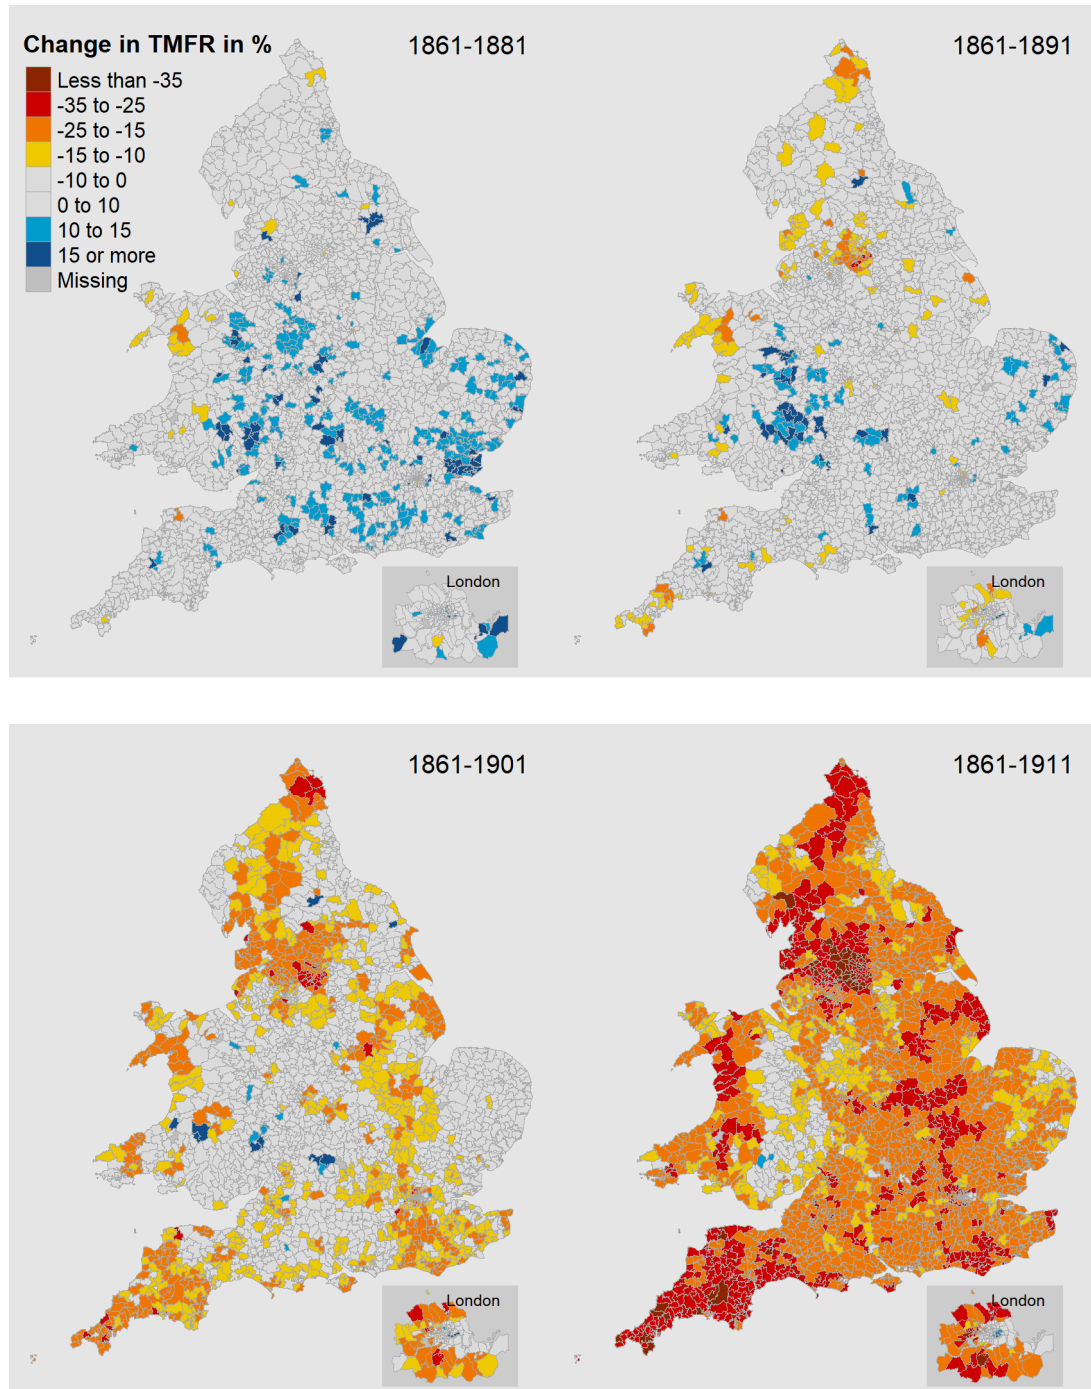 Change in TMFR in %
1861-1881
Less than -35
-35 to -25
-25 to -15
-15 to -10
-10 to 0
0 to 10
10 to 15
15 or more
Missing
London
1861-1891
London
1861-1901
London
1861-1911
London